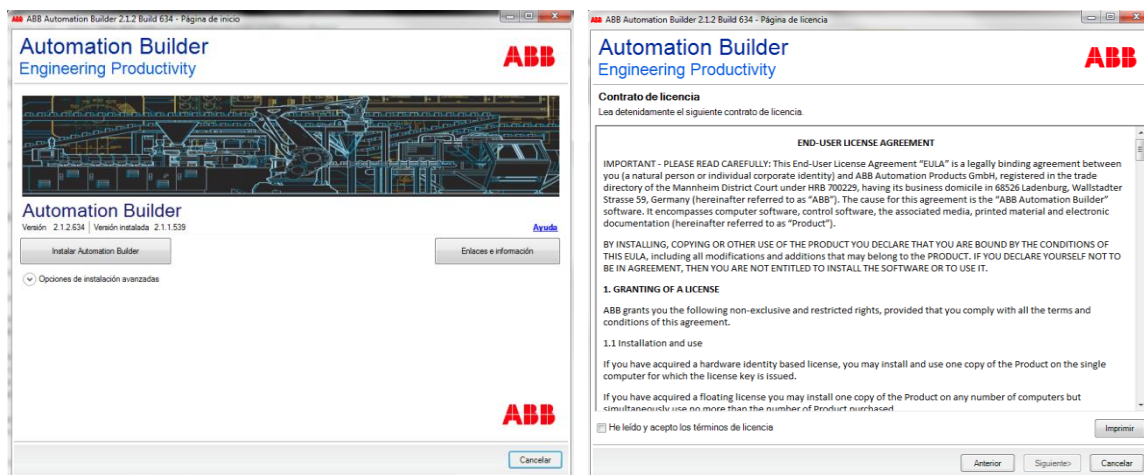 ABB Automation Builder 2.1.2 Build 634 - Página de inicio
Automation Builder
Engineering Productivity
ABB
Automation Builder
Versión 2.1.2.634 | Versión instalada 2.1.1.539
Ayuda
Instalar Automation Builder
Enlaces e información
Opciones de instalación avanzadas
ABB
Cancelar
ABB Automation Builder 2.1.2 Build 634 - Página de licencia
Automation Builder
Engineering Productivity
ABB
Contrato de licencia
Lea detenidamente el siguiente contrato de licencia.
END-USER LICENSE AGREEMENT
IMPORTANT - PLEASE READ CAREFULLY: This End-User License Agreement “EULA” is a legally binding agreement between
you (a natural person or individual corporate identity) and ABB Automation Products GmbH, registered in the trade
directory of the Mannheim District Court under HRB 700229, having its business domicile in 68526 Ladenburg, Wallstadter
Strasse 59, Germany (hereinafter referred to as “ABB”). The cause for this agreement is the “ABB Automation Builder”
software. It encompasses computer software, control software, the associated media, printed material and electronic
documentation (hereinafter referred to as “Product”).
BY INSTALLING, COPYING OR OTHER USE OF THE PRODUCT YOU DECLARE THAT YOU ARE BOUND BY THE CONDITIONS OF
THIS EULA, including all modifications and additions that may belong to the PRODUCT. IF YOU DECLARE YOURSELF NOT TO
BE IN AGREEMENT, THEN YOU ARE NOT ENTITLED TO INSTALL THE SOFTWARE OR TO USE IT.
1. GRANTING OF A LICENSE
ABB grants you the following non-exclusive and restricted rights, provided that you comply with all the terms and
conditions of this agreement.
1.1 Installation and use
If you have acquired a hardware identity based license, you may install and use one copy of the Product on the single
computer for which the license key is issued.
If you have acquired a floating license you may install one copy of the Product on any number of computers but
simultaneously use no more than the number of Product purchased
He leído y acepto los términos de licencia
Imprimir
Anterior
Siguiente>
Cancelar